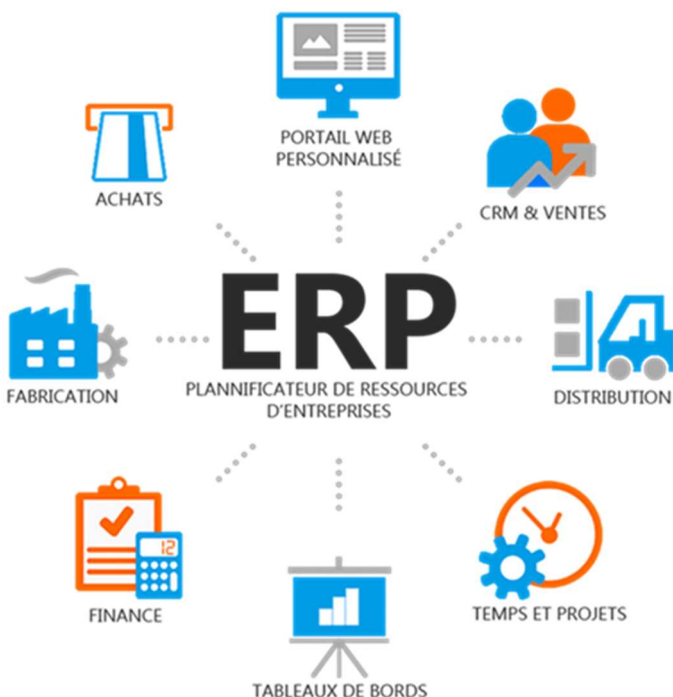 PORTAIL WEB
PERSONNALISÉ
ACHATS
CRM & VENTES
ERP
PLANNIFICATEUR DE RESSOURCES
D'ENTREPRISES
FABRICATION
DISTRIBUTION
12
FINANCE
TEMPS ET PROJETS
TABLEAUX DE BORDS